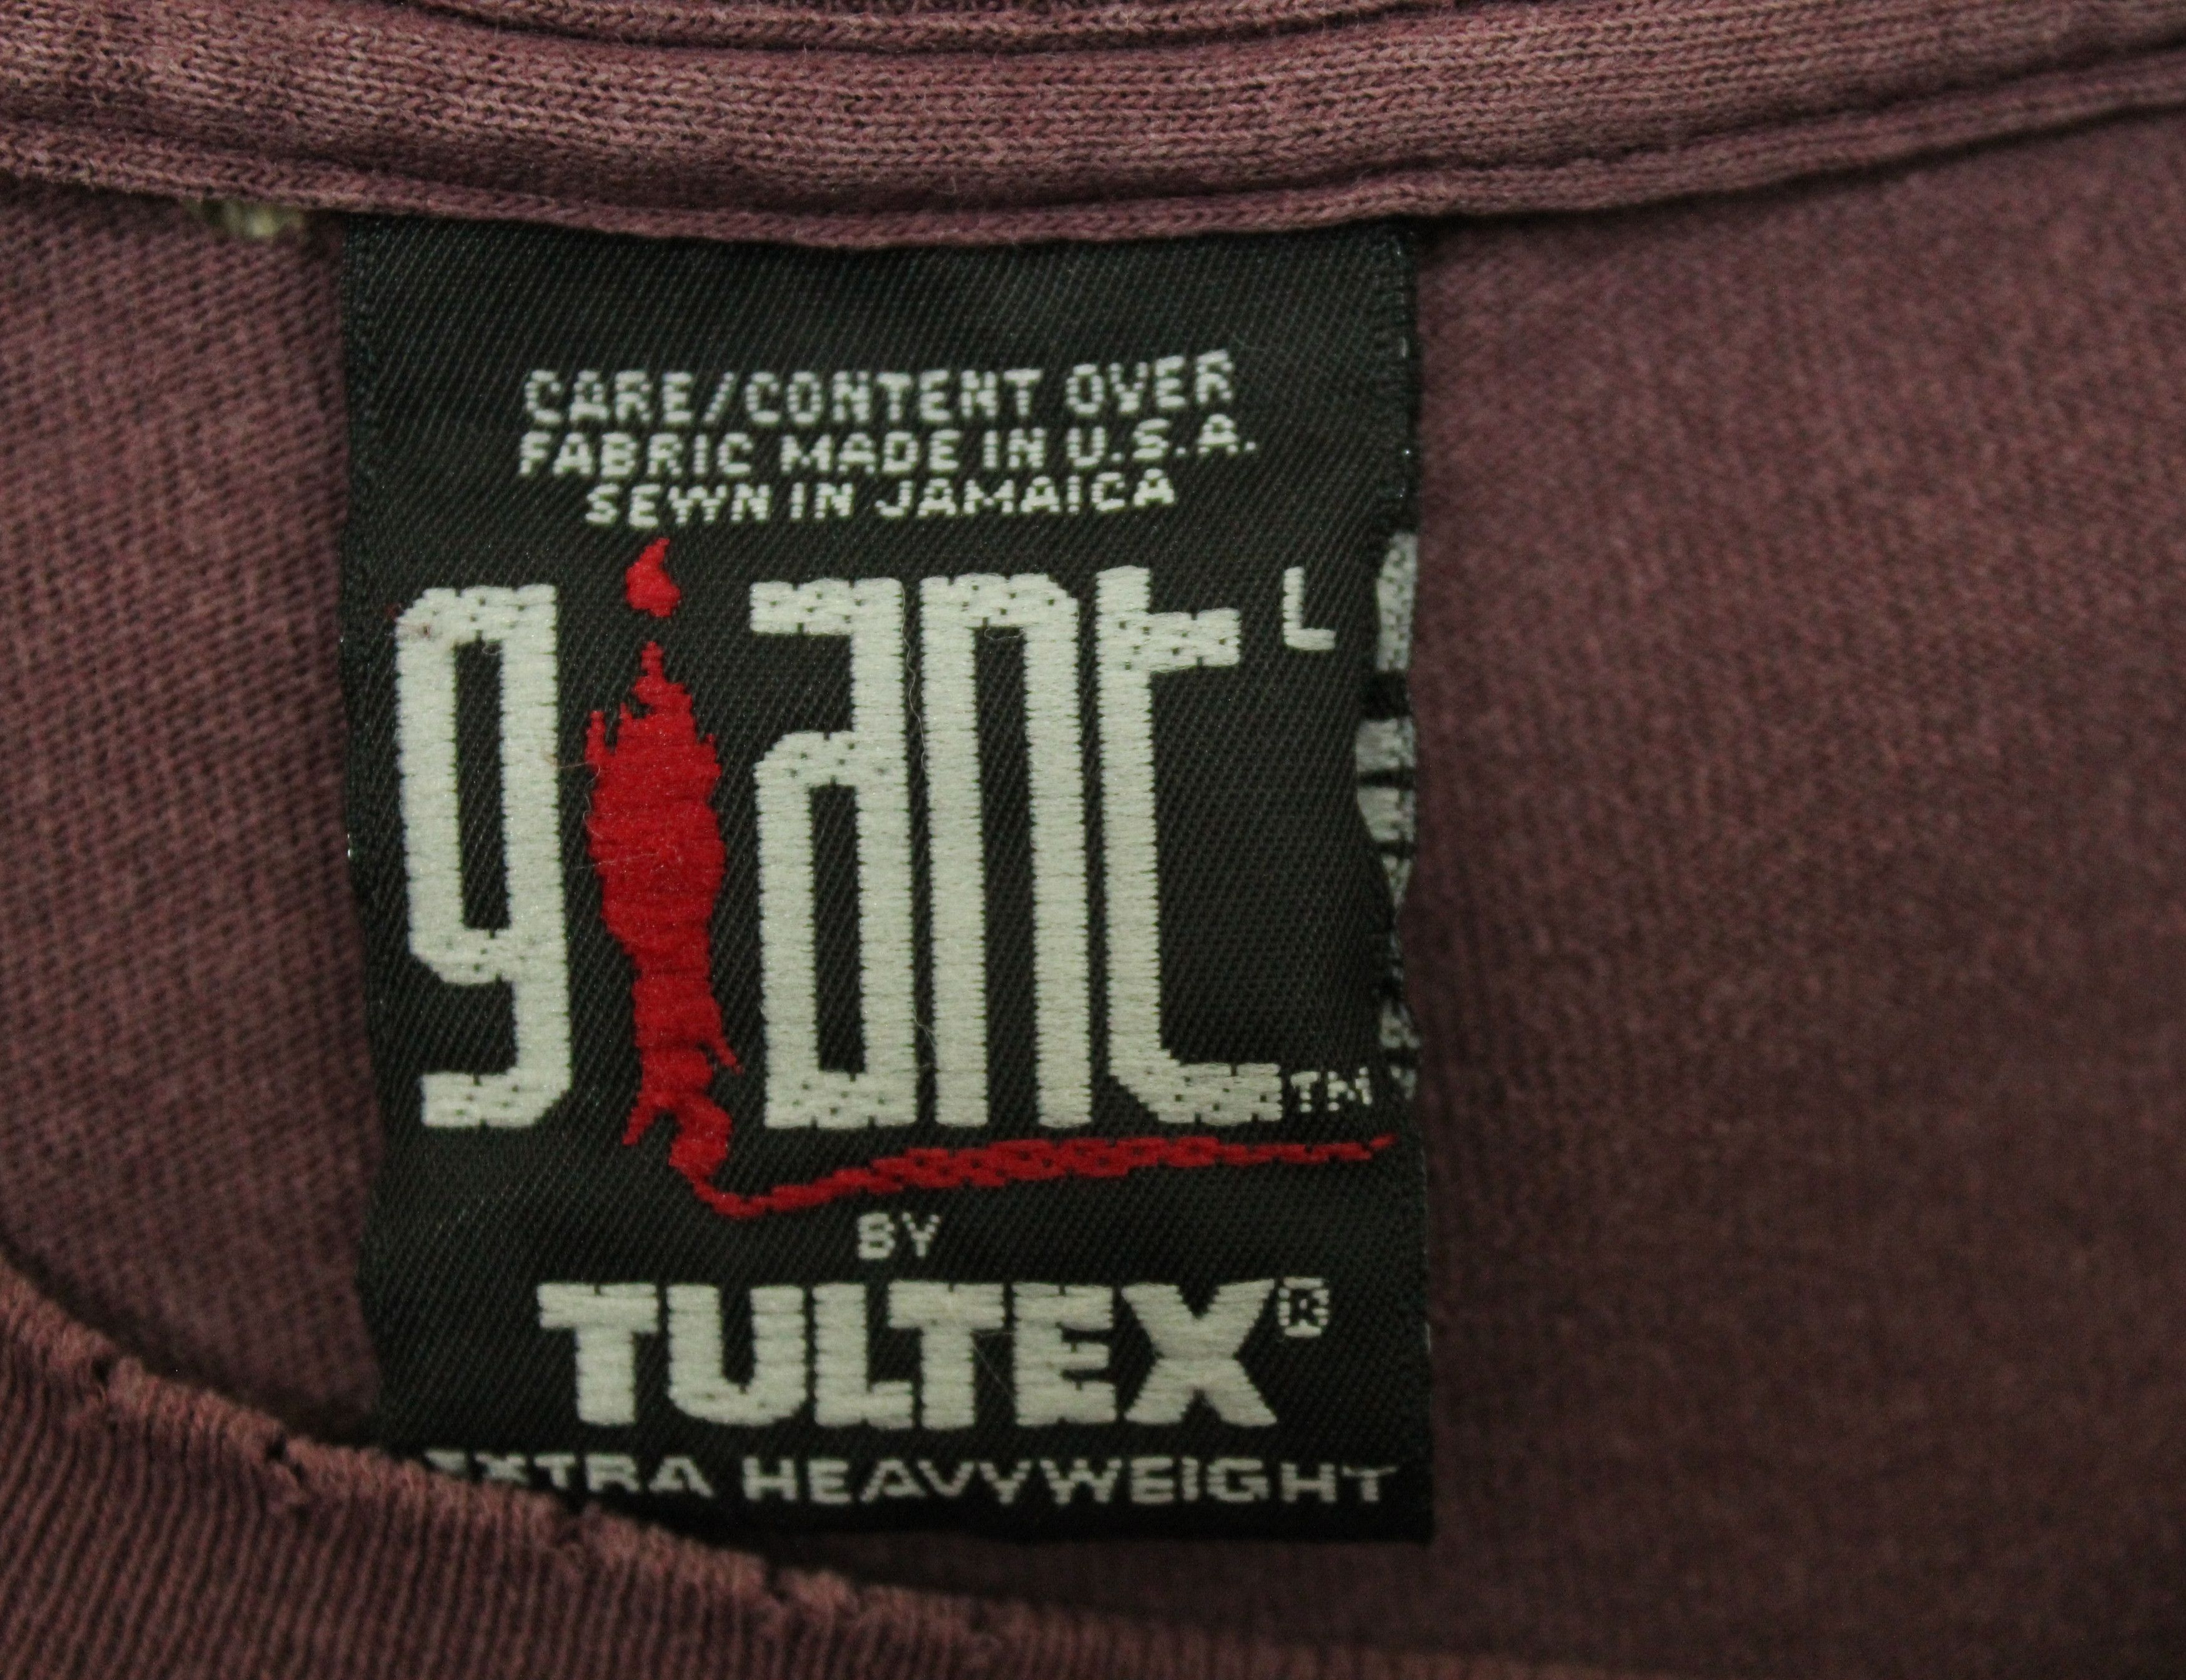 CARE/CONTENT OVER
FABRIC MADE IN U.S.A.
SEWN IN JAMAICA
giant L
TM
BY
TULTEX®
EXTRA HEAVYWEIGHT